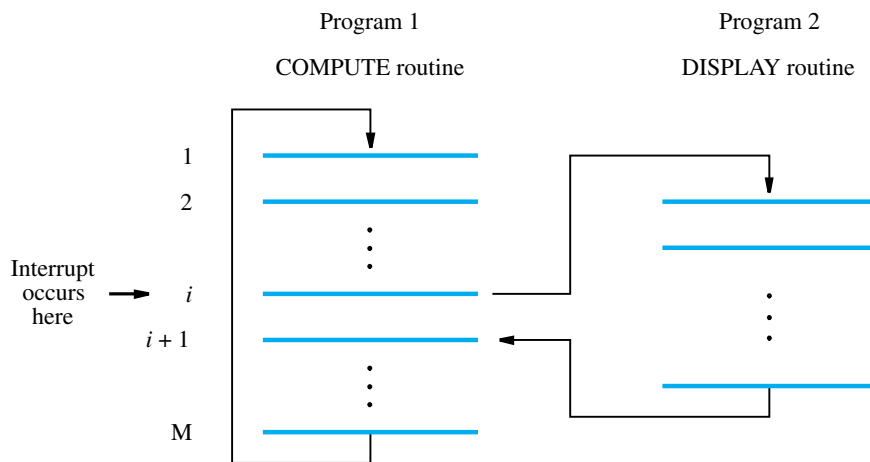 Program 1
COMPUTE routine
Program 2
DISPLAY routine
1
2
Interrupt
occurs
here
i
i + 1
M